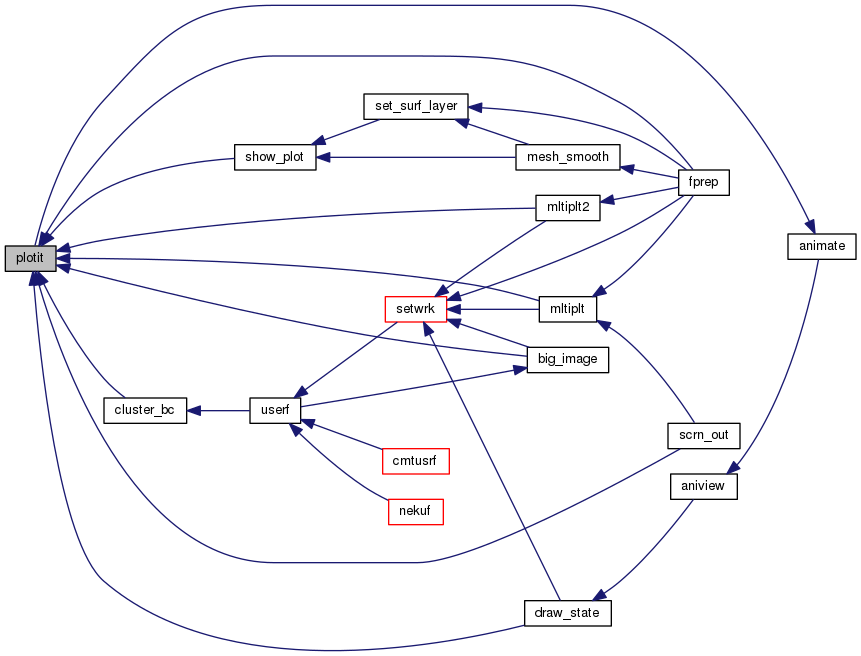 set_surf_layer
show_plot
mesh_smooth
fprep
mltiplt2
animate
plotit
setwrk
mltiplt
big_image
cluster_bc
userf
scrn_out
cmtusrf
aniview
nekuf
draw_state